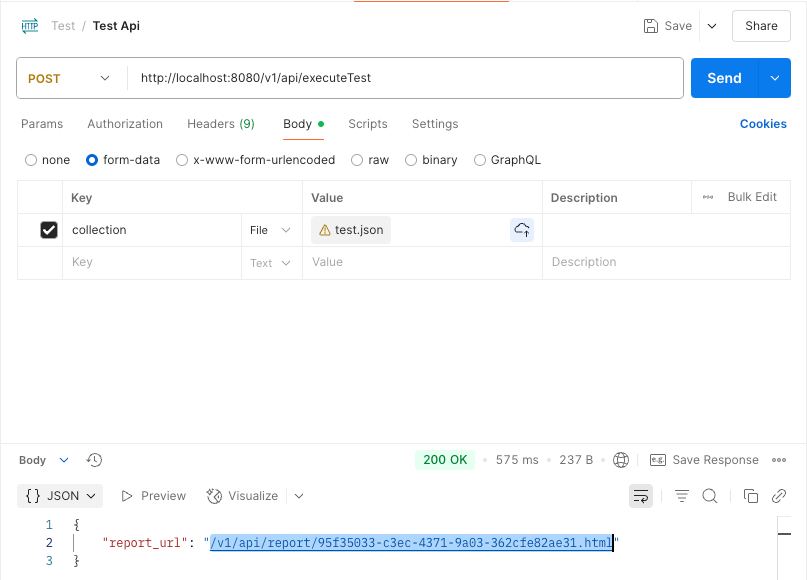 HTTP Test / Test Api Save Share
POST http://localhost:8080/v1/api/executeTest Send
Params Authorization Headers (9) Body Scripts Settings Cookies
none form-data x-www-form-urlencoded raw binary GraphQL
Key Value Description Bulk Edit
collection File test.json
Key Text Value Description
Body 200 OK 575 ms 237 B e.g. Save Response
{} JSON Preview Visualize
1 {
2 "report_url": "/v1/api/report/95f35033-c3ec-4371-9a03-362cfe82ae31.html"
3 }